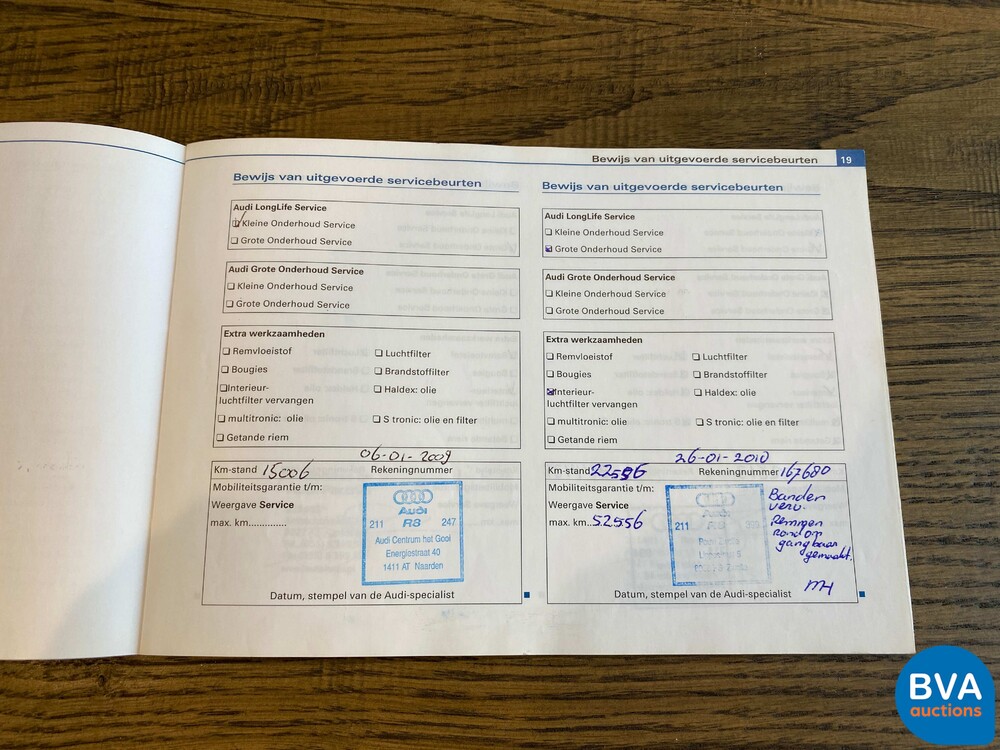 Bewijs van uitgevoerde servicebeurten 19
Bewijs van uitgevoerde servicebeurten
Audi LongLife Service
Kleine Onderhoud Service
Grote Onderhoud Service
Audi Grote Onderhoud Service
Kleine Onderhoud Service
Grote Onderhoud Service
Extra werkzaamheden
Remvloeistof
Luchtfilter
Bougies
Brandstoffilter
Interieur-
luchtfilter vervangen
Haldex: olie
multitronic: olie
S tronic: olie en filter
Getande riem
06-01-2009
Km-stand 15006
Rekeningnummer
Mobiliteitsgarantie t/m:
Weergave Service
max. km.............
Audi
211 R8 247
Audi Centrum het Gooi
Energiestraat 40
1411 AT Naarden
Datum, stempel van de Audi-specialist
Bewijs van uitgevoerde servicebeurten
Audi LongLife Service
Kleine Onderhoud Service
Grote Onderhoud Service
Audi Grote Onderhoud Service
Kleine Onderhoud Service
Grote Onderhoud Service
Extra werkzaamheden
Remvloeistof
Luchtfilter
Bougies
Brandstoffilter
Interieur-
luchtfilter vervangen
Haldex: olie
multitronic: olie
S tronic: olie en filter
Getande riem
26-01-2010
Km-stand 22556
Rekeningnummer 167680
Mobiliteitsgarantie t/m:
Weergave Service
max. km. 52556
Audi
211 R8
Banden
verv.
Remmen
rondom
gangbaar
gemaakt.
Datum, stempel van de Audi-specialist
BVA
auctions